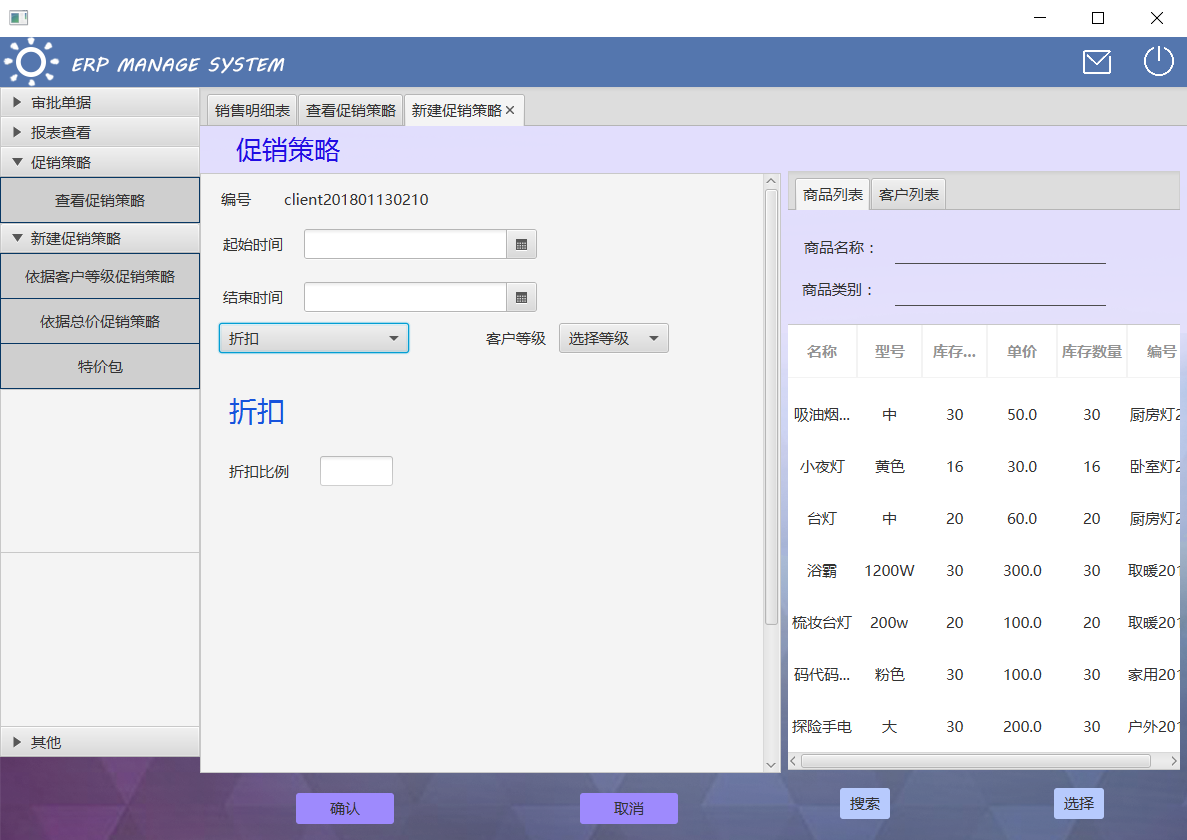 ERP MANAGE SYSTEM
审批单据
报表查看
促销策略
查看促销策略
新建促销策略
依据客户等级促销策略
依据总价促销策略
特价包
其他
销售明细表 查看促销策略 新建促销策略
促销策略
编号 client201801130210
起始时间
结束时间
折扣 客户等级 选择等级
折扣
折扣比例
确认 取消
商品列表 客户列表
商品名称：
商品类别：
名称 型号 库存... 单价 库存数量 编号
吸油烟... 中 30 50.0 30 厨房灯2
小夜灯 黄色 16 30.0 16 卧室灯2
台灯 中 20 60.0 20 厨房灯2
浴霸 1200W 30 300.0 30 取暖201
梳妆台灯 200w 20 100.0 20 取暖201
码代码... 粉色 30 100.0 30 家用201
探险手电 大 30 200.0 30 户外201
搜索 选择